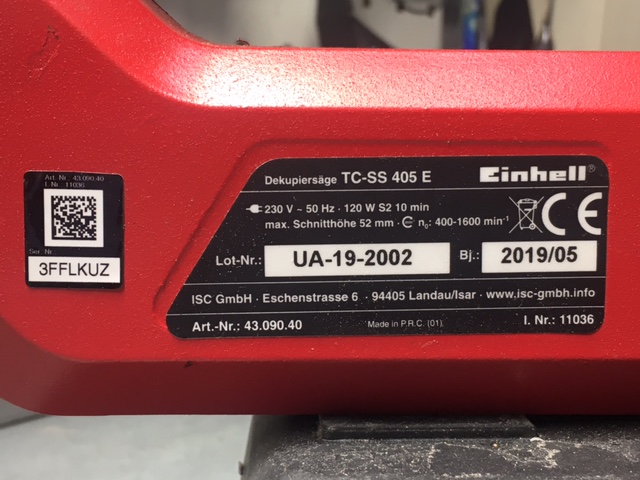 Art. Nr.: 43.090.40
I. Nr.: 11036
Ser. Nr.
3FFLKUZ
Dekupiersäge TC-SS 405 E
Einhell®
230 V ~ 50 Hz · 120 W S2 10 min
max. Schnitthöhe 52 mm · n₀: 400-1600 min⁻¹
CE
Lot-Nr.: UA-19-2002 Bj.: 2019/05
ISC GmbH · Eschenstrasse 6 · 94405 Landau/Isar · www.isc-gmbh.info
Art.-Nr.: 43.090.40 Made in P.R.C. (01) I. Nr.: 11036